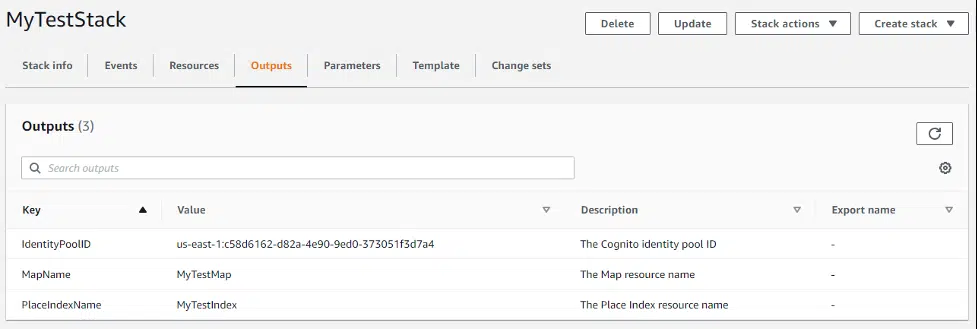 MyTestStack
Delete Update Stack actions Create stack
Stack info Events Resources Outputs Parameters Template Change sets
Outputs (3)
Search outputs
Key Value Description Export name
IdentityPoolID us-east-1:c58d6162-d82a-4e90-9ed0-373051f3d7a4 The Cognito identity pool ID -
MapName MyTestMap The Map resource name -
PlaceIndexName MyTestIndex The Place Index resource name -